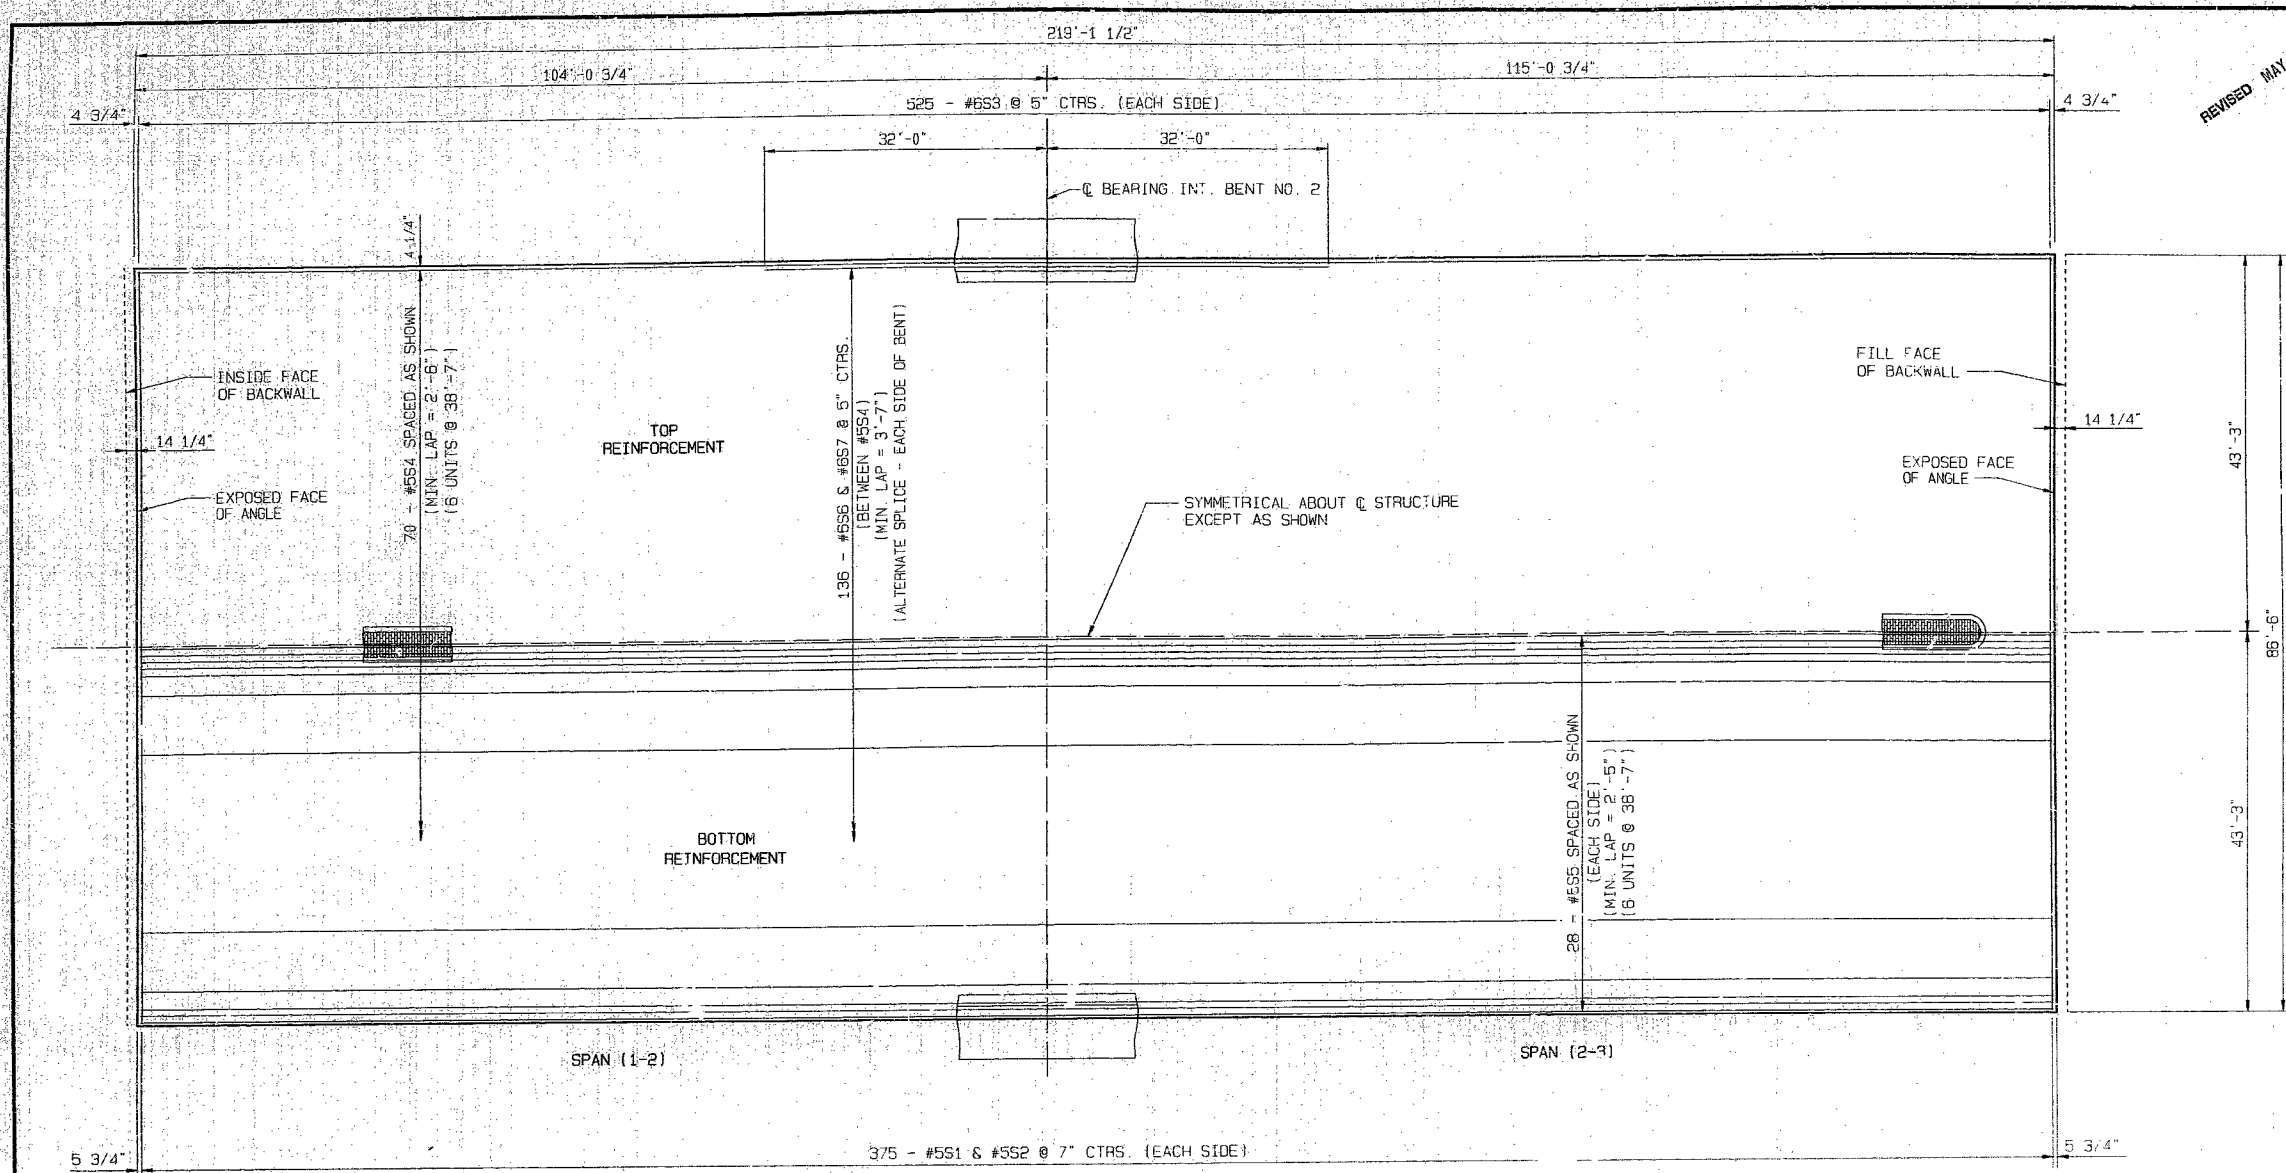 219'-1 1/2"
104'-0 3/4"
115'-0 3/4"
525 - #6S3 @ 5" CTRS. (EACH SIDE)
4 3/4"
4 3/4"
REVISED MAY
32'-0"
32'-0"
℄ BEARING INT. BENT NO. 2
4 1/4"
70 - #5S4 SPACED AS SHOWN
(MIN. LAP = 2'-6")
(6 UNITS @ 38'-7")
136 - #6S6 & #6S7 @ 5" CTRS.
(BETWEEN #5S4)
(MIN. LAP = 3'-7")
(ALTERNATE SPLICE - EACH SIDE OF BENT)
INSIDE FACE
OF BACKWALL
14 1/4"
EXPOSED FACE
OF ANGLE
TOP
REINFORCEMENT
SYMMETRICAL ABOUT ℄ STRUCTURE
EXCEPT AS SHOWN
FILL FACE
OF BACKWALL
14 1/4"
EXPOSED FACE
OF ANGLE
43'-3"
86'-6"
43'-3"
28 - #5S5 SPACED AS SHOWN
(EACH SIDE)
(MIN. LAP = 2'-5")
(6 UNITS @ 38'-7")
BOTTOM
REINFORCEMENT
SPAN (1-2)
SPAN (2-3)
5 3/4"
375 - #5S1 & #5S2 @ 7" CTRS. (EACH SIDE)
5 3/4"